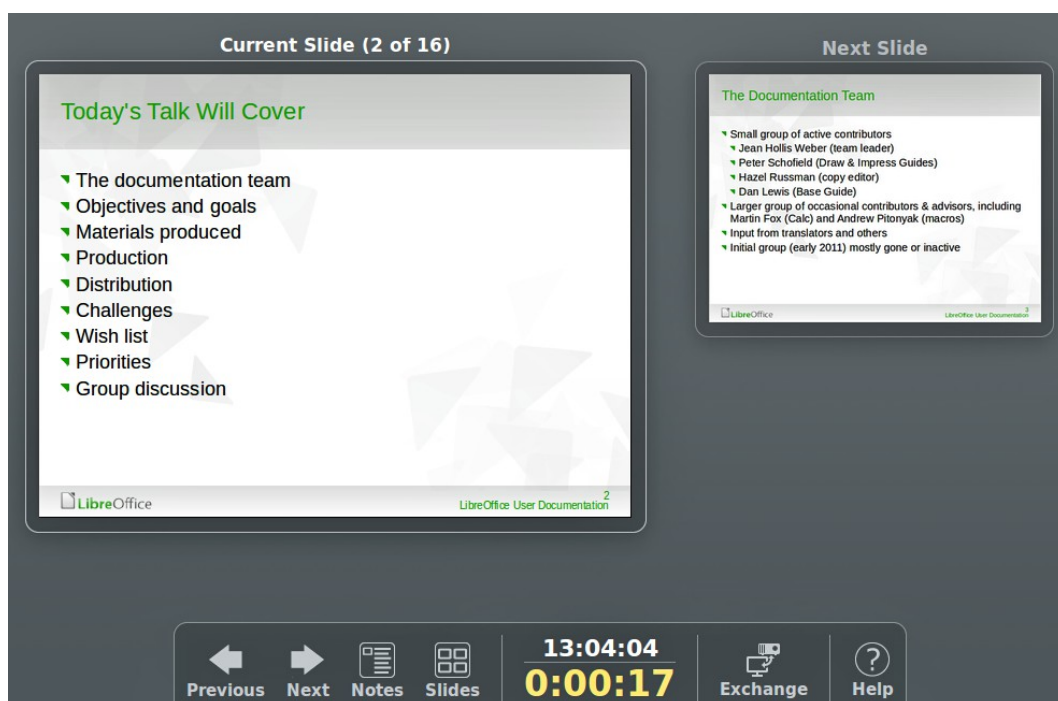 Current Slide (2 of 16)
Today's Talk Will Cover
The documentation team
Objectives and goals
Materials produced
Production
Distribution
Challenges
Wish list
Priorities
Group discussion
LibreOffice
2
LibreOffice User Documentation
Next Slide
The Documentation Team
Small group of active contributors
Jean Hollis Weber (team leader)
Peter Schofield (Draw & Impress Guides)
Hazel Russman (copy editor)
Dan Lewis (Base Guide)
Larger group of occasional contributors & advisors, including
Martin Fox (Calc) and Andrew Pitonyak (macros)
Input from translators and others
Initial group (early 2011) mostly gone or inactive
LibreOffice
3
LibreOffice User Documentation
Previous
Next
Notes
Slides
13:04:04
0:00:17
Exchange
?
Help